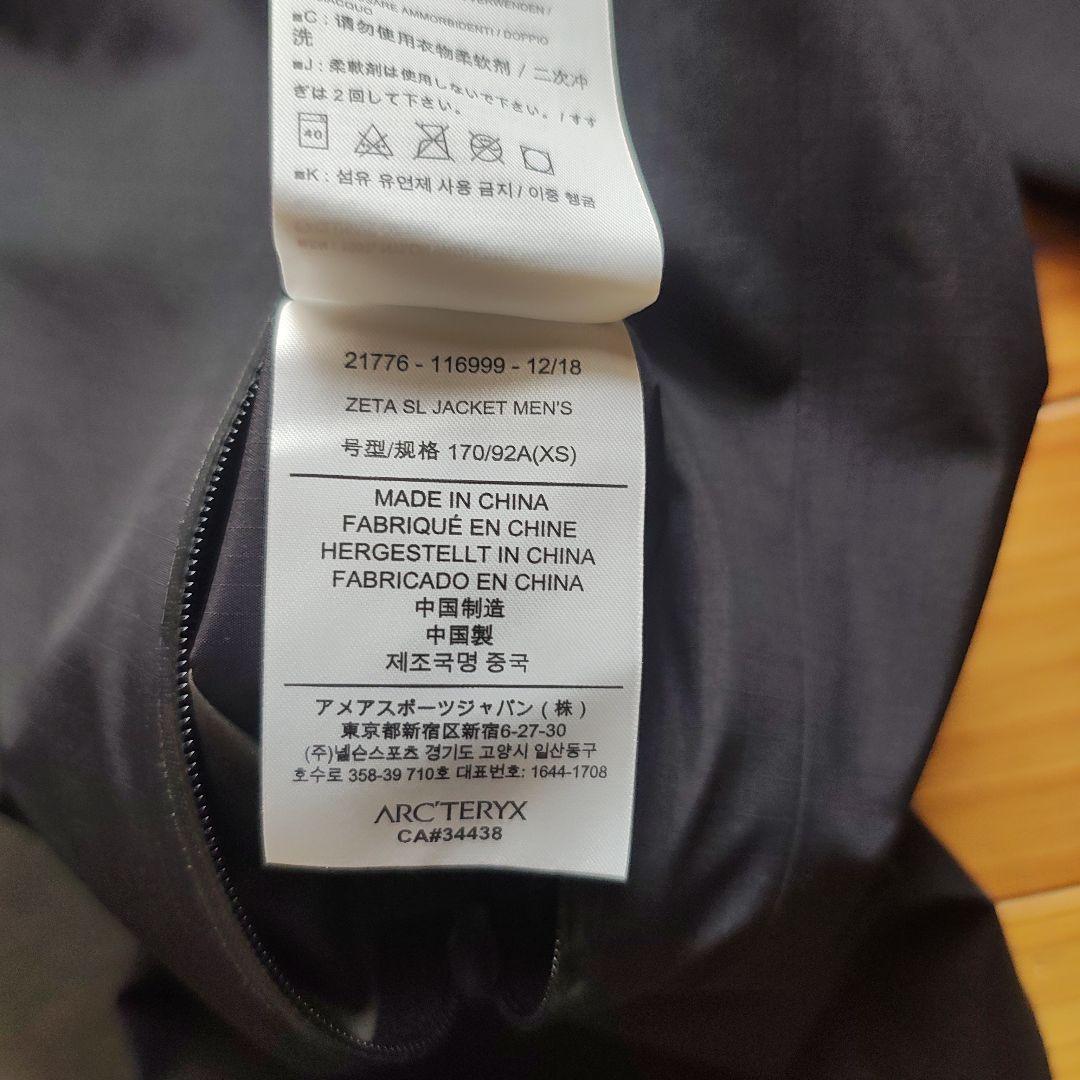 VERWENDEN /
USARE AMMORBIDENTI / DOPPIO
■C : 请勿使用衣物柔软剂 / 二次冲
洗
■J : 柔軟剤は使用しないで下さい。/ すす
ぎは2回して下さい。
40
■K : 섬유 유연제 사용 금지 / 이중 헹굼
21776 - 116999 - 12/18
ZETA SL JACKET MEN'S
号型/规格 170/92A(XS)
MADE IN CHINA
FABRIQUÉ EN CHINE
HERGESTELLT IN CHINA
FABRICADO EN CHINA
中国制造
中国製
제조국명 중국
アメアスポーツジャパン ( 株 )
東京都新宿区新宿6-27-30
(주)넬슨스포츠 경기도 고양시 일산동구
호수로 358-39 710호 대표번호: 1644-1708
ARC'TERYX
CA#34438